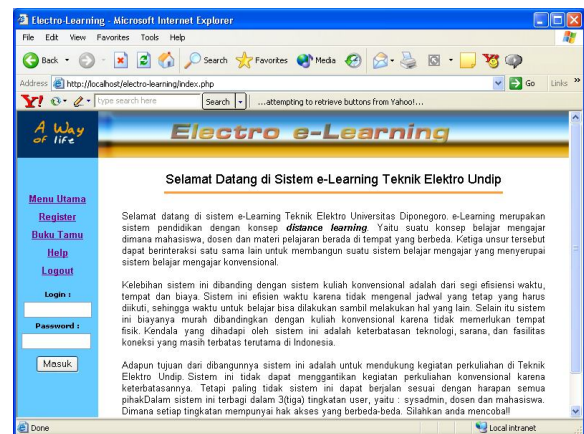 Electro-Learning - Microsoft Internet Explorer
File Edit View Favorites Tools Help
Back Search Favorites Media
Address http://localhost/electro-learning/index.php Go Links »
Y! type search here Search ...attempting to retrieve buttons from Yahoo!...
A Way
of life
Electro e-Learning
Selamat Datang di Sistem e-Learning Teknik Elektro Undip
Menu Utama
Register
Buku Tamu
Help
Logout
Login :
Password :
Masuk
Selamat datang di sistem e-Learning Teknik Elektro Universitas Diponegoro. e-Learning merupakan
sistem pendidikan dengan konsep distance learning. Yaitu suatu konsep belajar mengajar
dimana mahasiswa, dosen dan materi pelajaran berada di tempat yang berbeda. Ketiga unsur tersebut
dapat berinteraksi satu sama lain untuk membangun suatu sistem belajar mengajar yang menyerupai
sistem belajar mengajar konvensional.
Kelebihan sistem ini dibanding dengan sistem kuliah konvensional adalah dari segi efisiensi waktu,
tempat dan biaya. Sistem ini efisien waktu karena tidak mengenal jadwal yang tetap yang harus
diikuti, sehingga waktu untuk belajar bisa dilakukan sambil melakukan hal yang lain. Selain itu sistem
ini biayanya murah dibandingkan dengan kuliah konvensional karena tidak memerlukan tempat
fisik. Kendala yang dihadapi oleh sistem ini adalah keterbatasan teknologi, sarana, dan fasilitas
koneksi yang masih terbatas terutama di Indonesia.
Adapun tujuan dari dibangunnya sistem ini adalah untuk mendukung kegiatan perkuliahan di Teknik
Elektro Undip. Sistem ini tidak dapat menggantikan kegiatan perkuliahan konvensional karena
keterbatasannya. Tetapi paling tidak sistem ini dapat berjalan sesuai dengan harapan semua
pihakDalam sistem ini terbagi dalam 3(tiga) tingkatan user, yaitu : sysadmin, dosen dan mahasiswa.
Dimana setiap tingkatan mempunyai hak akses yang berbeda-beda. Silahkan anda mencoba!!
Done Local intranet